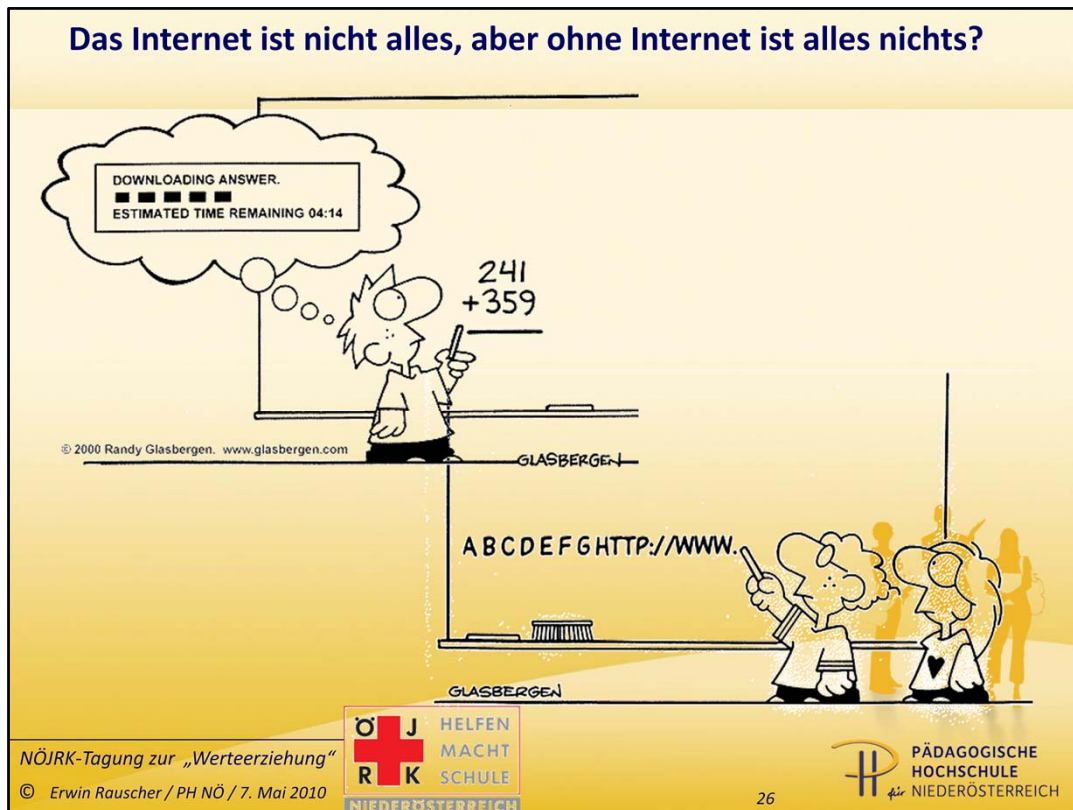 Das Internet ist nicht alles, aber ohne Internet ist alles nichts?
DOWNLOADING ANSWER.
ESTIMATED TIME REMAINING 04:14
241
+359
© 2000 Randy Glasbergen. www.glasbergen.com
GLASBERGEN
A B C D E F G HTTP://WWW.
GLASBERGEN
NÖJRK-Tagung zur „Werteerziehung“
© Erwin Rauscher / PH NÖ / 7. Mai 2010
Ö J
R K
HELFEN
MACHT
SCHULE
NIEDERÖSTERREICH
26
PH
PÄDAGOGISCHE
HOCHSCHULE
für NIEDERÖSTERREICH